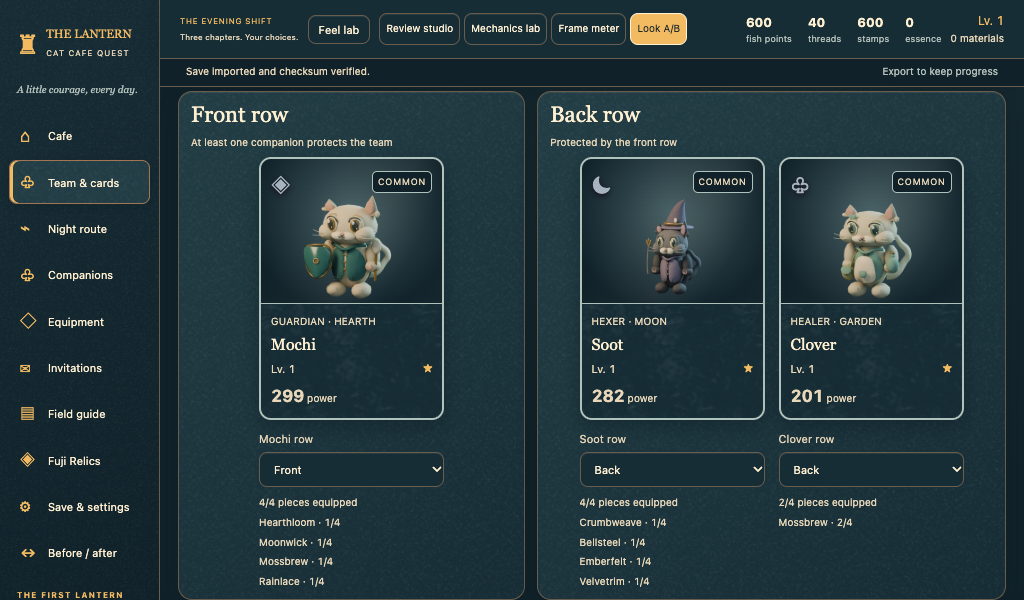 THE LANTERN
CAT CAFE QUEST
A little courage, every day.
Cafe
Team & cards
Night route
Companions
Equipment
Invitations
Field guide
Fuji Relics
Save & settings
Before / after
THE FIRST LANTERN
THE EVENING SHIFT
Three chapters. Your choices.
Feel lab
Review studio
Mechanics lab
Frame meter
Look A/B
600
fish points
40
threads
600
stamps
0
essence
Lv. 1
0 materials
Save imported and checksum verified.
Export to keep progress
Front row
At least one companion protects the team
COMMON
GUARDIAN · HEARTH
Mochi
Lv. 1
299 power
Mochi row
Front
4/4 pieces equipped
Hearthloom · 1/4
Moonwick · 1/4
Mossbrew · 1/4
Rainlace · 1/4
Back row
Protected by the front row
COMMON
HEXER · MOON
Soot
Lv. 1
282 power
Soot row
Back
4/4 pieces equipped
Crumbweave · 1/4
Bellsteel · 1/4
Emberfelt · 1/4
Velvetrim · 1/4
COMMON
HEALER · GARDEN
Clover
Lv. 1
201 power
Clover row
Back
2/4 pieces equipped
Mossbrew · 2/4